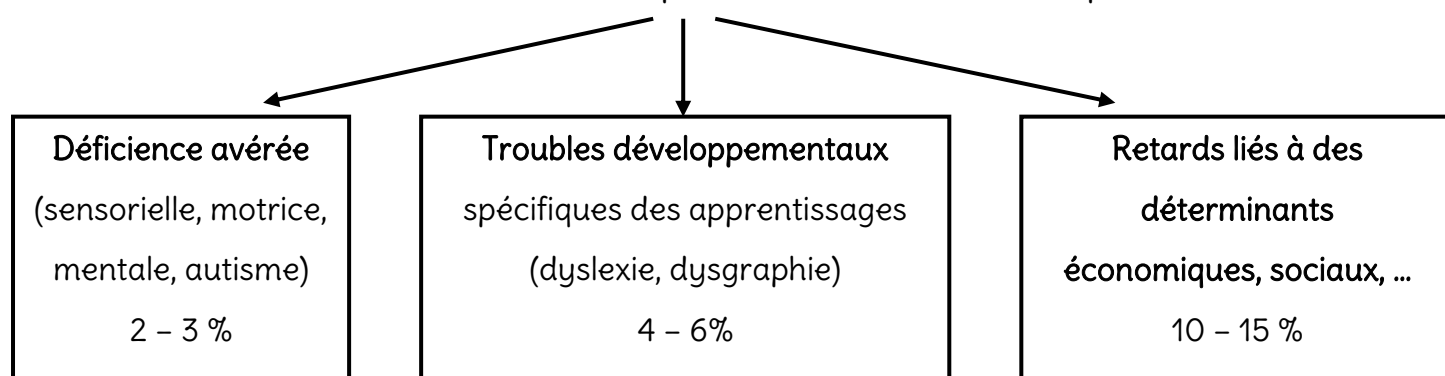 Déficience avérée
(sensorielle, motrice,
mentale, autisme)
2 – 3 %
Troubles développementaux
spécifiques des apprentissages
(dyslexie, dysgraphie)
4 – 6%
Retards liés à des
déterminants
économiques, sociaux, ...
10 – 15 %